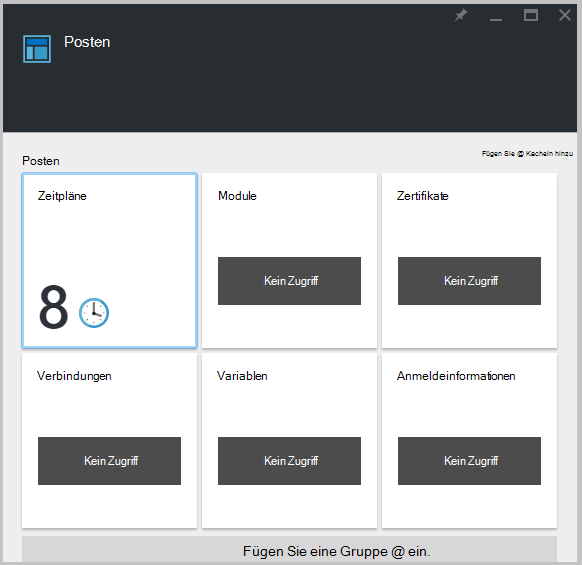 Posten
Fügen Sie @ Kacheln hinzu
Posten
Zeitpläne
Module
Zertifikate
8
Kein Zugriff
Kein Zugriff
Verbindungen
Variablen
Anmeldeinformationen
Kein Zugriff
Kein Zugriff
Kein Zugriff
Fügen Sie eine Gruppe @ ein.